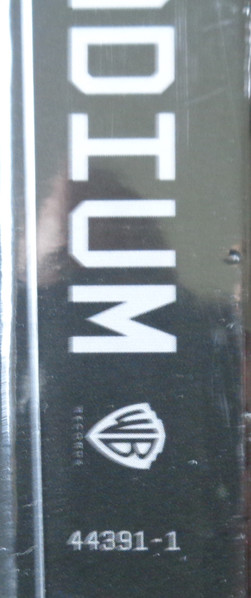 DIUM
WB
RECORDS
44391-1